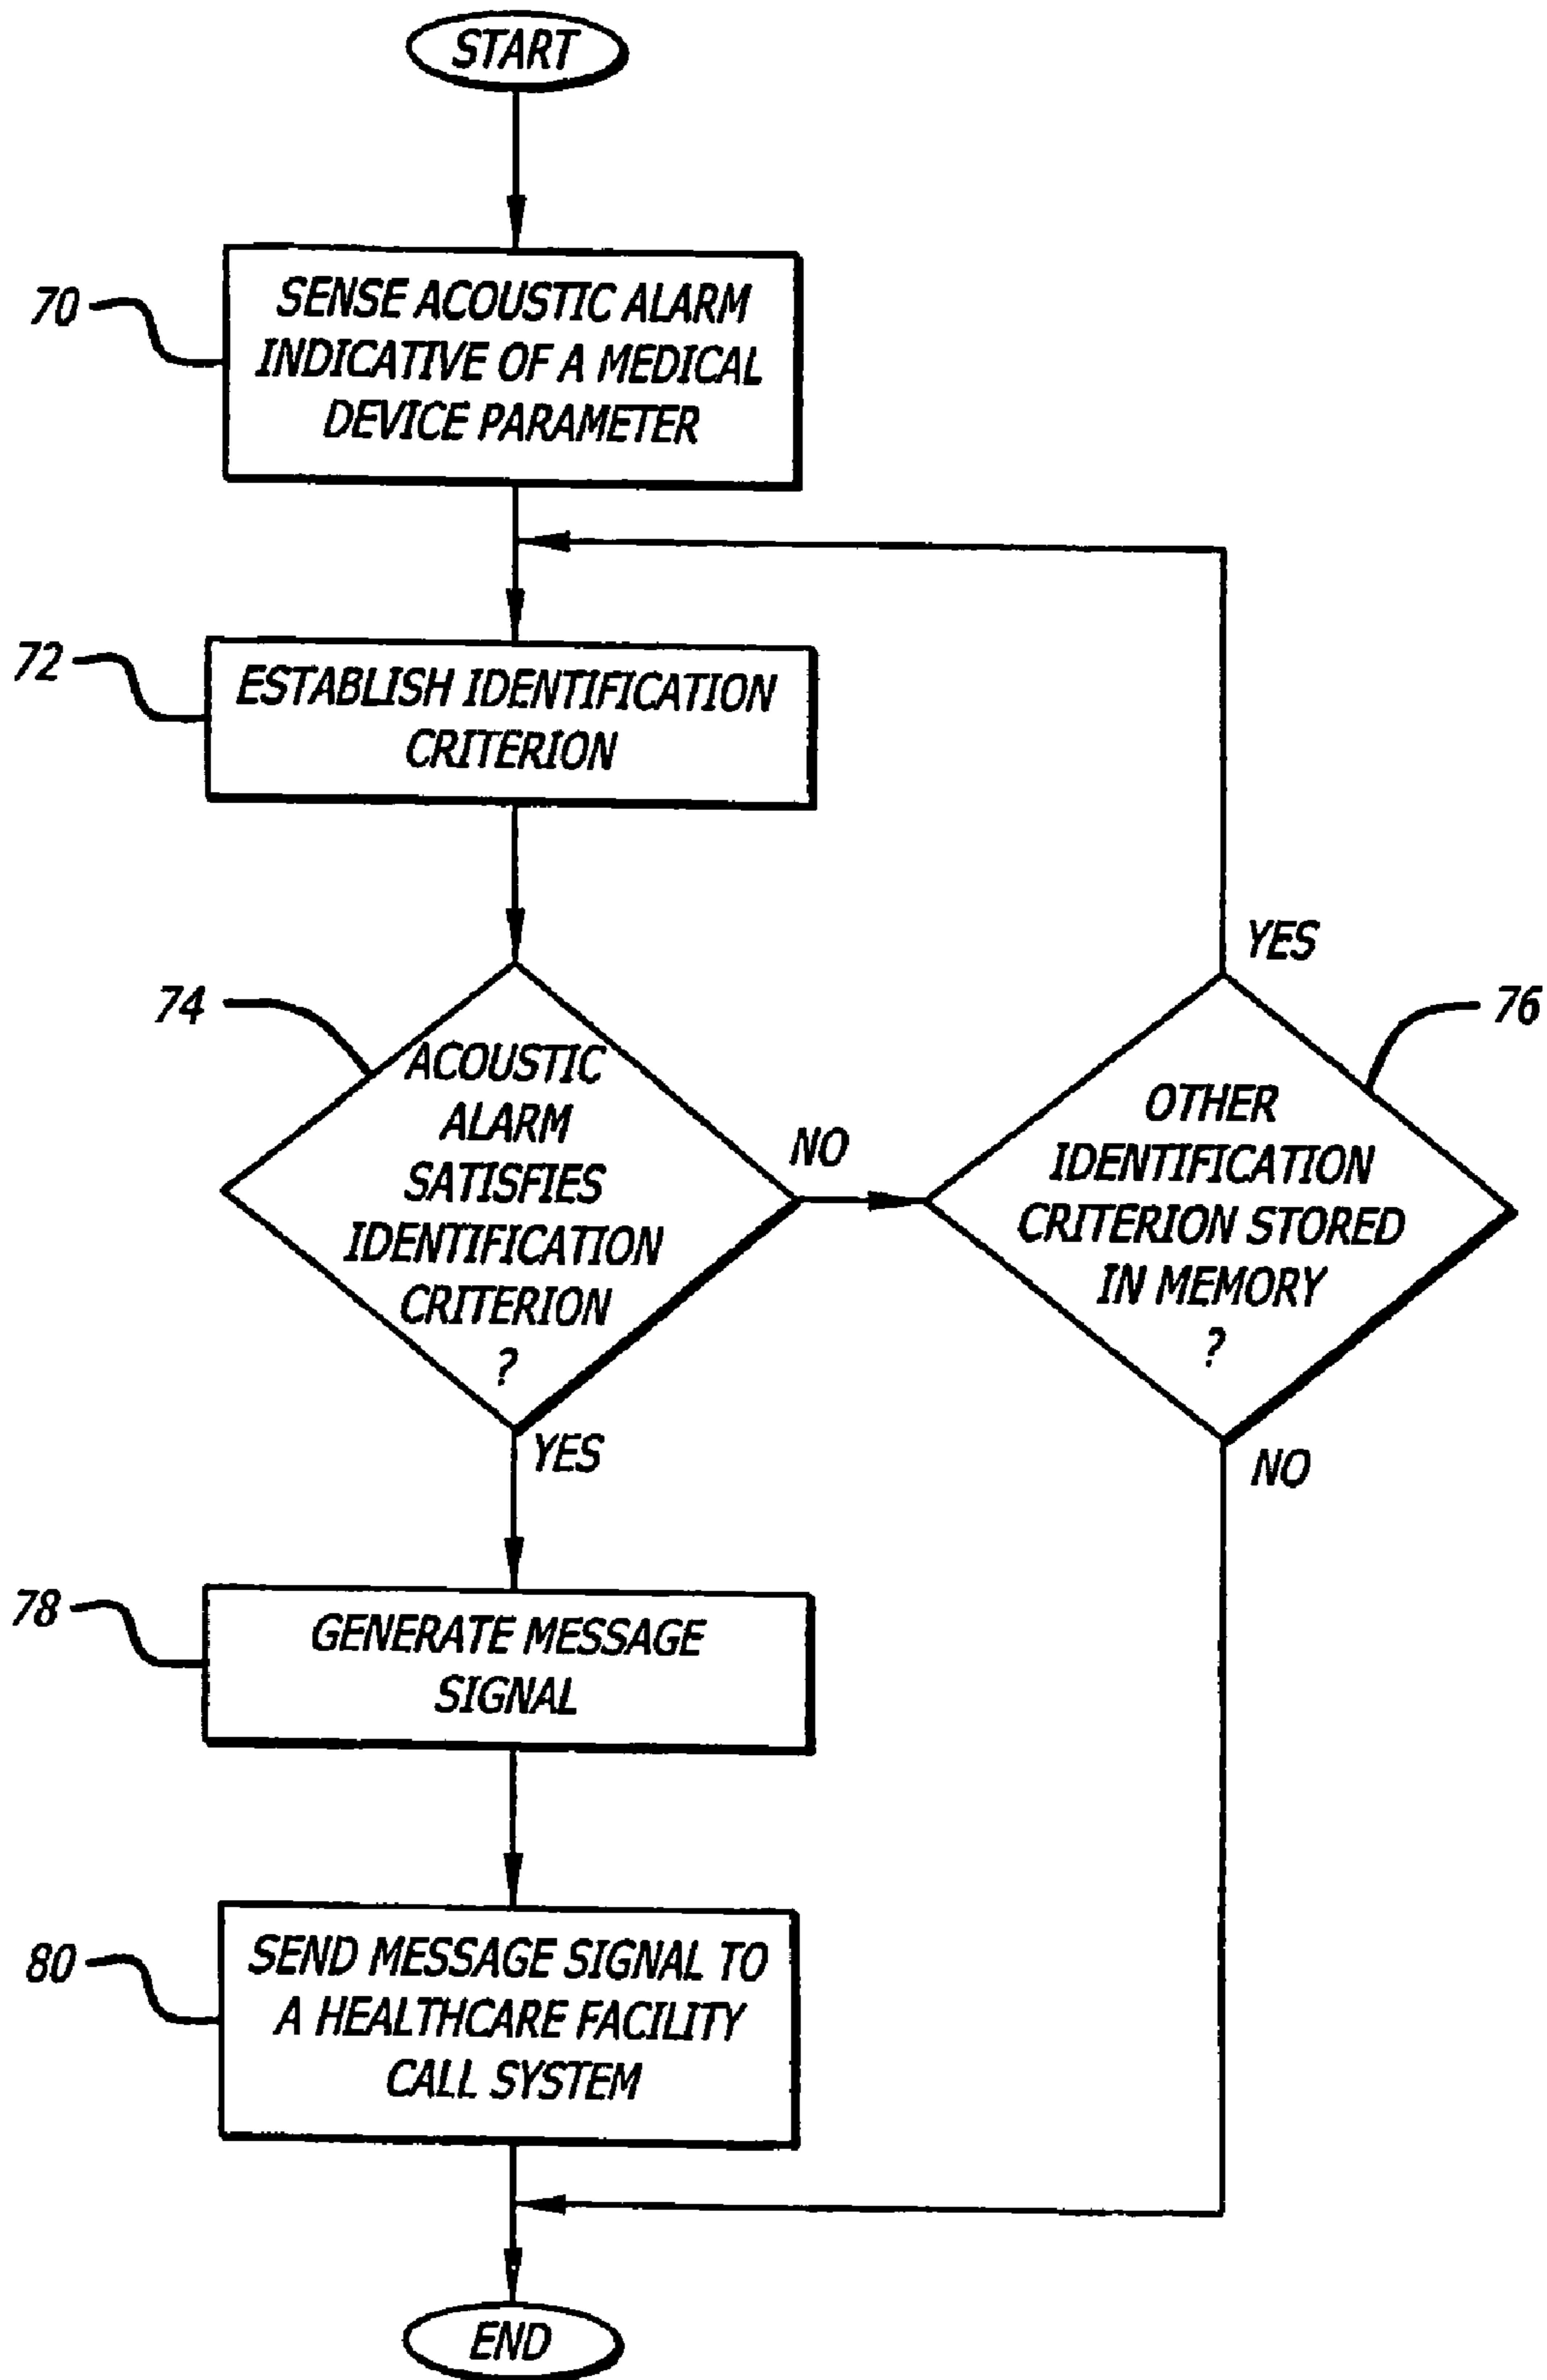 START
70
SENSE ACOUSTIC ALARM
INDICATIVE OF A MEDICAL
DEVICE PARAMETER
72
ESTABLISH IDENTIFICATION
CRITERION
74
ACOUSTIC
ALARM
SATISFIES
IDENTIFICATION
CRITERION
?
NO
YES
YES
76
OTHER
IDENTIFICATION
CRITERION STORED
IN MEMORY
?
NO
78
GENERATE MESSAGE
SIGNAL
80
SEND MESSAGE SIGNAL TO
A HEALTHCARE FACILITY
CALL SYSTEM
END